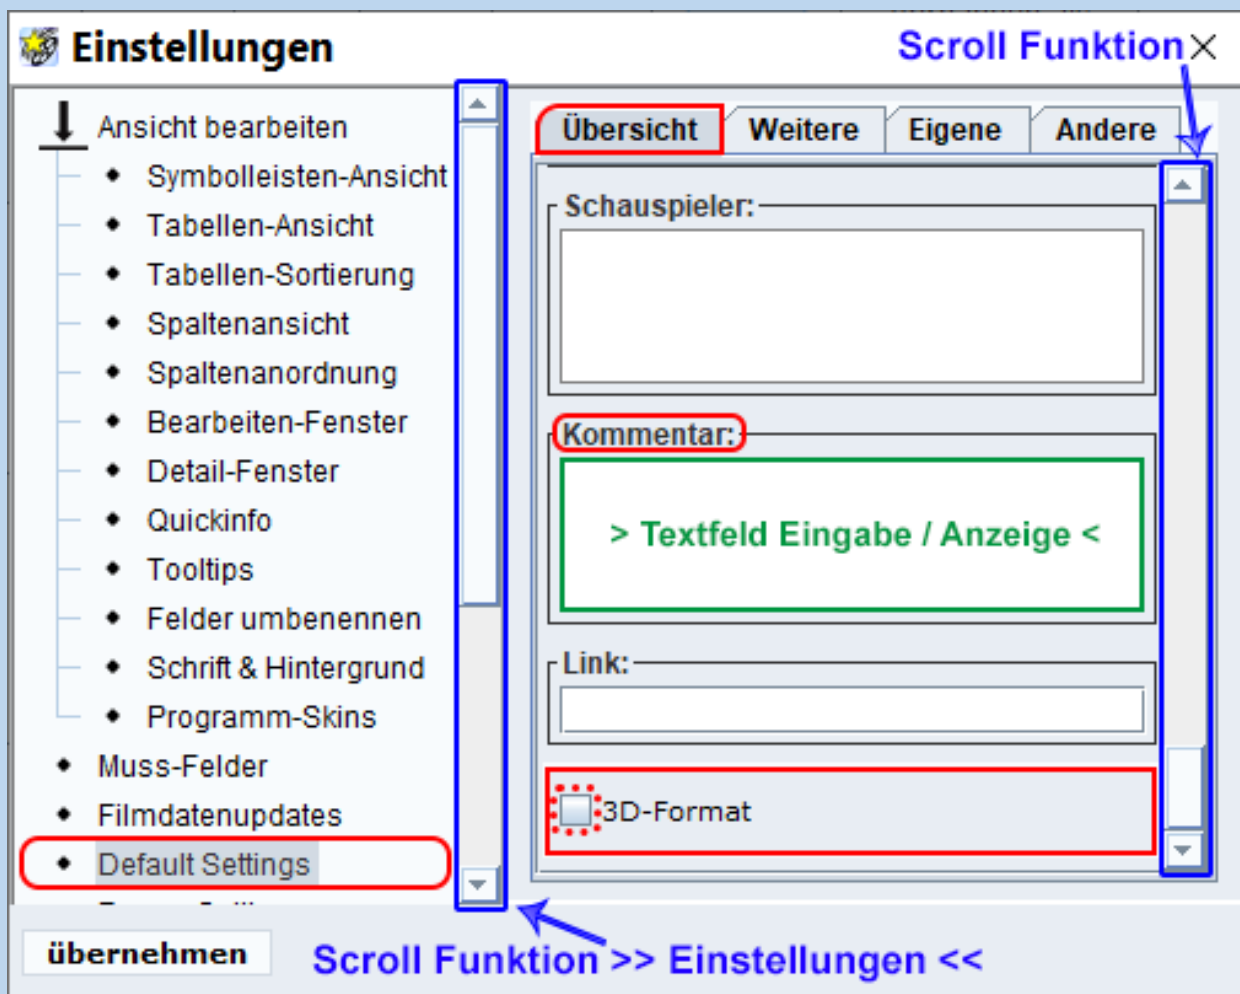 Einstellungen
Scroll Funktion
Ansicht bearbeiten
Symbolleisten-Ansicht
Tabellen-Ansicht
Tabellen-Sortierung
Spaltenansicht
Spaltenanordnung
Bearbeiten-Fenster
Detail-Fenster
Quickinfo
Tooltips
Felder umbenennen
Schrift & Hintergrund
Programm-Skins
Muss-Felder
Filmdatenupdates
Default Settings
Übersicht Weitere Eigene Andere
Schauspieler:
Kommentar:
> Textfeld Eingabe / Anzeige <
Link:
3D-Format
übernehmen
Scroll Funktion >> Einstellungen <<